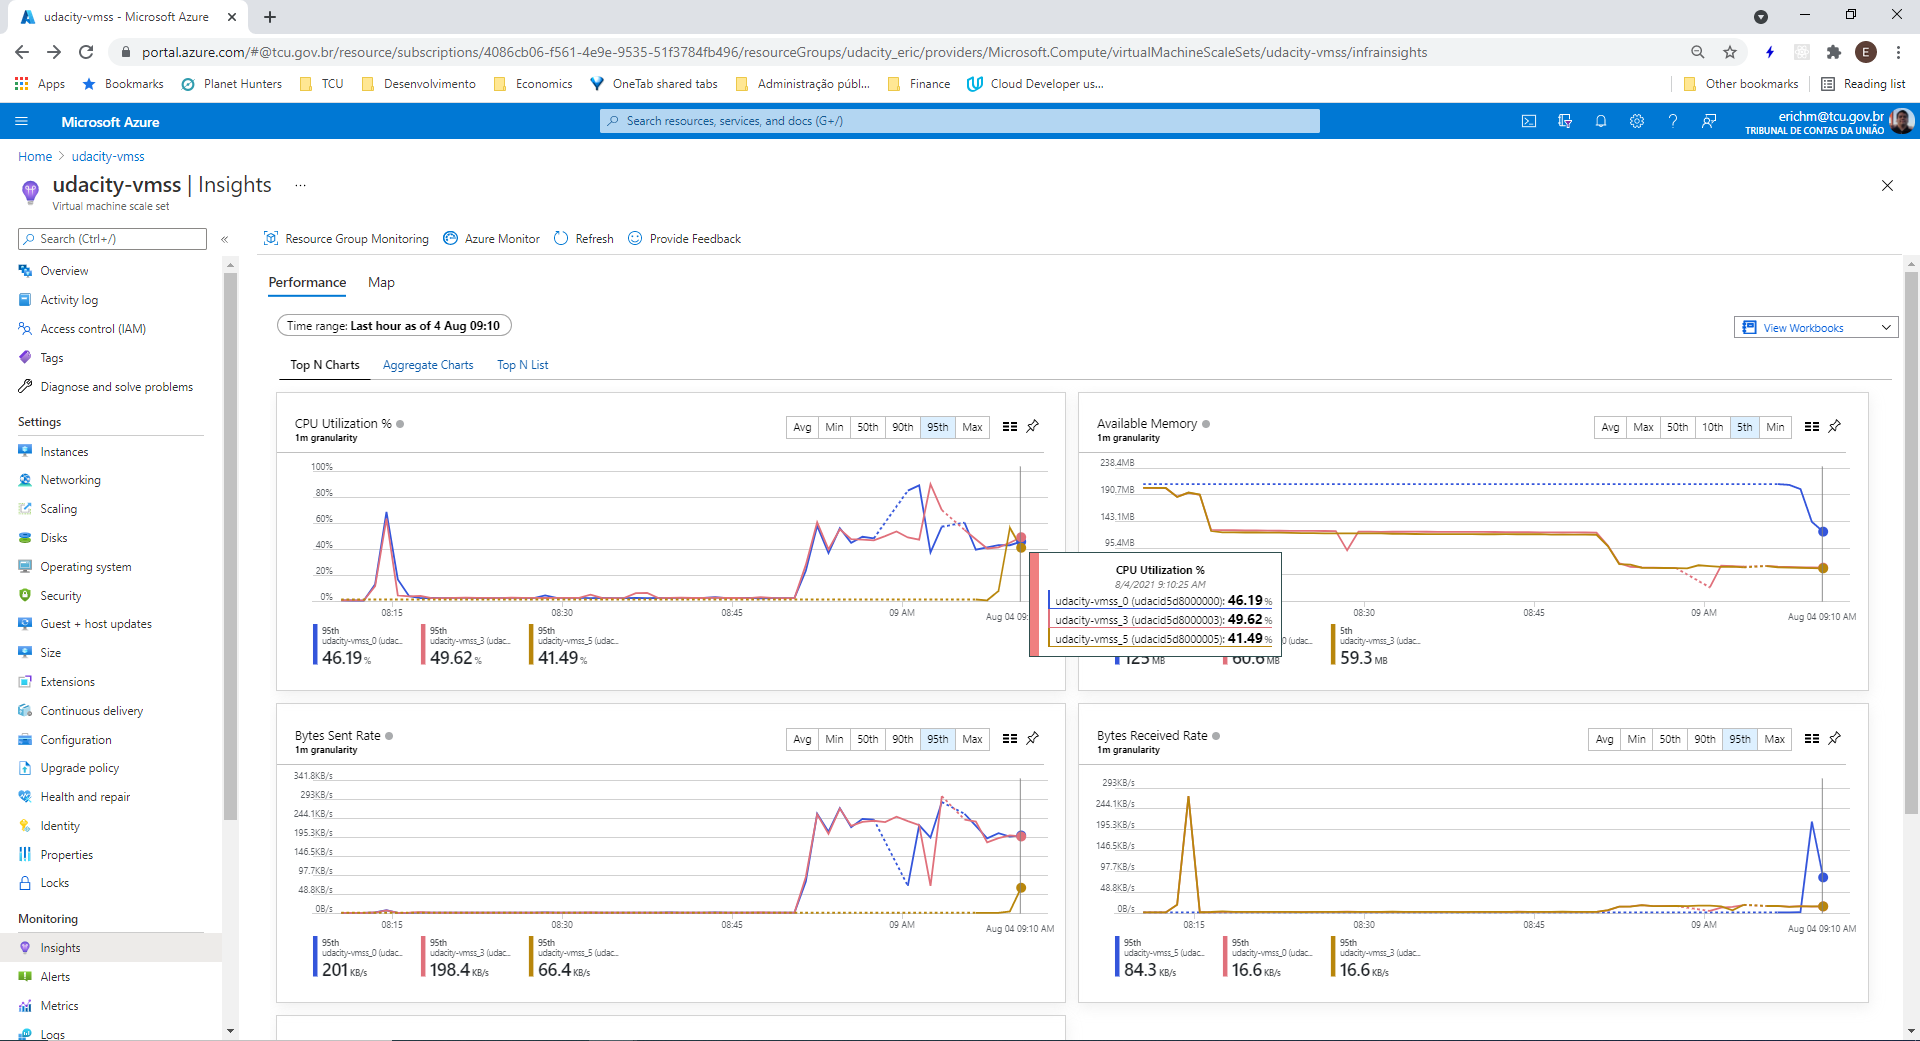 udacity-vmss - Microsoft Azure
portal.azure.com/#@tcu.gov.br/resource/subscriptions/4086cb06-f561-4e9e-9535-51f3784fb496/resourceGroups/udacity_eric/providers/Microsoft.Compute/virtualMachineScaleSets/udacity-vmss/infrainsights
E
Apps Bookmarks Planet Hunters TCU Desenvolvimento Economics OneTab shared tabs Administração públ... Finance Cloud Developer us... Other bookmarks Reading list
Microsoft Azure
Search resources, services, and docs (G+/)
erichm@tcu.gov.br
TRIBUNAL DE CONTAS DA UNIÃO
Home > udacity-vmss
udacity-vmss | Insights ...
Virtual machine scale set
Search (Ctrl+/)
«
Overview
Activity log
Access control (IAM)
Tags
Diagnose and solve problems
Settings
Instances
Networking
Scaling
Disks
Operating system
Security
Guest + host updates
Size
Extensions
Continuous delivery
Configuration
Upgrade policy
Health and repair
Identity
Properties
Locks
Monitoring
Insights
Alerts
Metrics
Logs
Resource Group Monitoring Azure Monitor Refresh Provide Feedback
Performance Map
Time range: Last hour as of 4 Aug 09:10
View Workbooks
Top N Charts Aggregate Charts Top N List
CPU Utilization %
1m granularity
Avg Min 50th 90th 95th Max
100%
80%
60%
40%
20%
0%
08:15 08:30 08:45 09 AM Aug 04 09:
95th
udacity-vmss_0 (udac...
46.19 %
95th
udacity-vmss_3 (udac...
49.62 %
95th
udacity-vmss_5 (udac...
41.49 %
CPU Utilization %
8/4/2021 9:10:25 AM
udacity-vmss_0 (udacid5d8000000): 46.19 %
udacity-vmss_3 (udacid5d8000003): 49.62 %
udacity-vmss_5 (udacid5d8000005): 41.49 %
Available Memory
1m granularity
Avg Max 50th 10th 5th Min
238.4MB
190.7MB
143.1MB
95.4MB
08:30 08:45 09 AM Aug 04 09:10 AM
125 MB
0 (udac...
60.6 MB
5th
udacity-vmss_3 (udac...
59.3 MB
Bytes Sent Rate
1m granularity
Avg Min 50th 90th 95th Max
341.8KB/s
293KB/s
244.1KB/s
195.3KB/s
146.5KB/s
97.7KB/s
48.8KB/s
0B/s
08:15 08:30 08:45 09 AM Aug 04 09:10 AM
95th
udacity-vmss_0 (udac...
201 KB/s
95th
udacity-vmss_3 (udac...
198.4 KB/s
95th
udacity-vmss_5 (udac...
66.4 KB/s
Bytes Received Rate
1m granularity
Avg Min 50th 90th 95th Max
293KB/s
244.1KB/s
195.3KB/s
146.5KB/s
97.7KB/s
48.8KB/s
0B/s
08:15 08:30 08:45 09 AM Aug 04 09:10 AM
95th
udacity-vmss_5 (udac...
84.3 KB/s
95th
udacity-vmss_0 (udac...
16.6 KB/s
95th
udacity-vmss_3 (udac...
16.6 KB/s